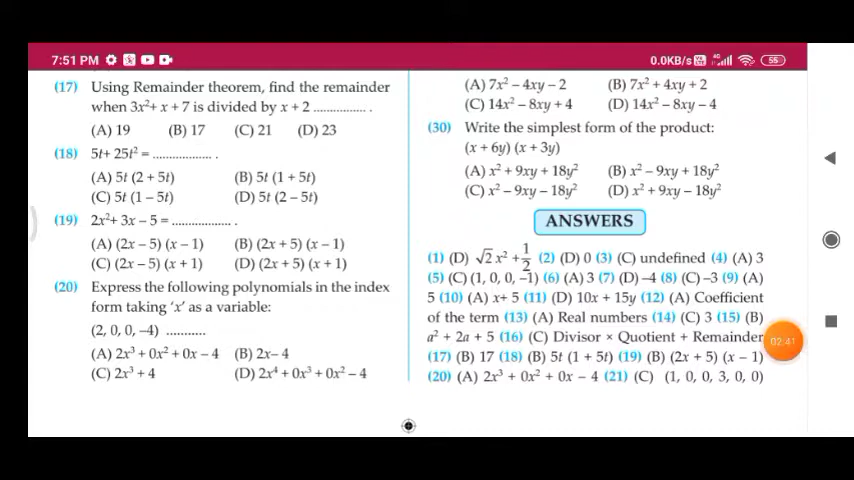 7:51 PM
0.0KB/s 4G 55
(17) Using Remainder theorem, find the remainder
when 3x²+ x + 7 is divided by x + 2 ................. .
(A) 19 (B) 17 (C) 21 (D) 23
(18) 5t+ 25t² = .................. .
(A) 5t (2 + 5t) (B) 5t (1 + 5t)
(C) 5t (1 – 5t) (D) 5t (2 – 5t)
(19) 2x²+ 3x – 5 = .................. .
(A) (2x – 5) (x – 1) (B) (2x + 5) (x – 1)
(C) (2x – 5) (x + 1) (D) (2x + 5) (x + 1)
(20) Express the following polynomials in the index
form taking ‘x’ as a variable:
(2, 0, 0, –4) ...........
(A) 2x³ + 0x² + 0x – 4 (B) 2x– 4
(C) 2x³ + 4 (D) 2x⁴ + 0x³ + 0x² – 4
(A) 7x² – 4xy – 2 (B) 7x² + 4xy + 2
(C) 14x² – 8xy + 4 (D) 14x² – 8xy – 4
(30) Write the simplest form of the product:
(x + 6y) (x + 3y)
(A) x² + 9xy + 18y² (B) x² – 9xy + 18y²
(C) x² – 9xy – 18y² (D) x² + 9xy – 18y²
ANSWERS
(1) (D) √2 x² + 1/2 (2) (D) 0 (3) (C) undefined (4) (A) 3
(5) (C) (1, 0, 0, –1) (6) (A) 3 (7) (D) –4 (8) (C) –3 (9) (A)
5 (10) (A) x+ 5 (11) (D) 10x + 15y (12) (A) Coefficient
of the term (13) (A) Real numbers (14) (C) 3 (15) (B)
a² + 2a + 5 (16) (C) Divisor × Quotient + Remainder
(17) (B) 17 (18) (B) 5t (1 + 5t) (19) (B) (2x + 5) (x – 1)
(20) (A) 2x³ + 0x² + 0x – 4 (21) (C) (1, 0, 0, 3, 0, 0)
02:41